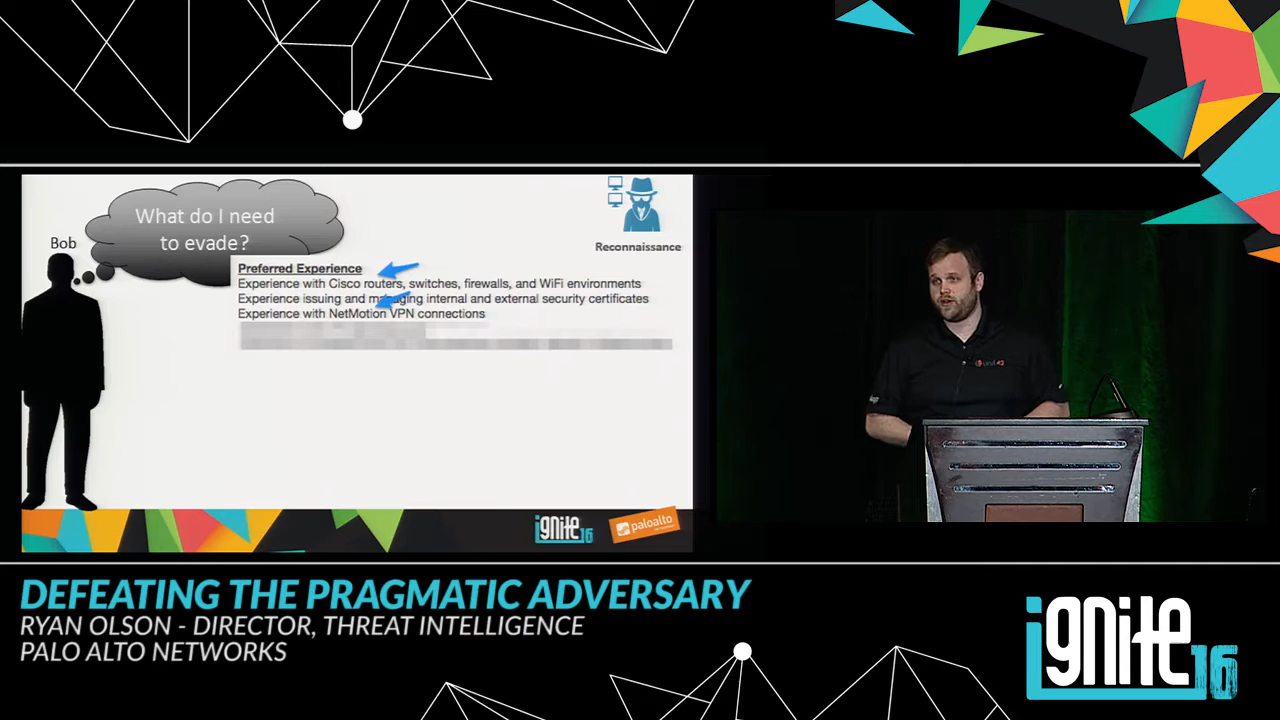 What do I need
to evade?
Bob
Reconnaissance
Preferred Experience
Experience with Cisco routers, switches, firewalls, and WiFi environments
Experience issuing and managing internal and external security certificates
Experience with NetMotion VPN connections
ignite16
paloalto
DEFEATING THE PRAGMATIC ADVERSARY
RYAN OLSON - DIRECTOR, THREAT INTELLIGENCE
PALO ALTO NETWORKS
ignite16